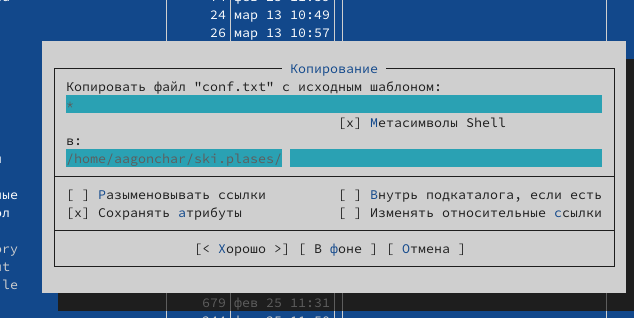 24 мар 13 10:49
26 мар 13 10:57
Копирование
Копировать файл "conf.txt" с исходным шаблоном:
*
[x] Метасимволы Shell
в:
/home/aagonchar/ski.plases/
[ ] Разыменовывать ссылки [ ] Внутрь подкаталога, если есть
[x] Сохранять атрибуты [ ] Изменять относительные ссылки
[< Хорошо >] [ В фоне ] [ Отмена ]
679 фев 25 11:31